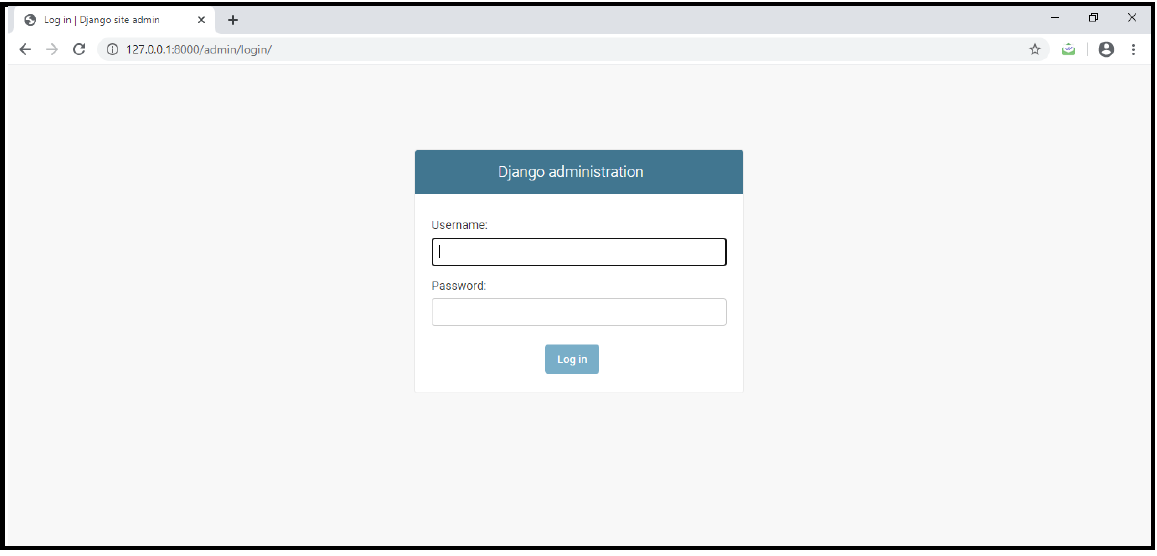 Log in | Django site admin
127.0.0.1:8000/admin/login/
Django administration
Username:
Password:
Log in